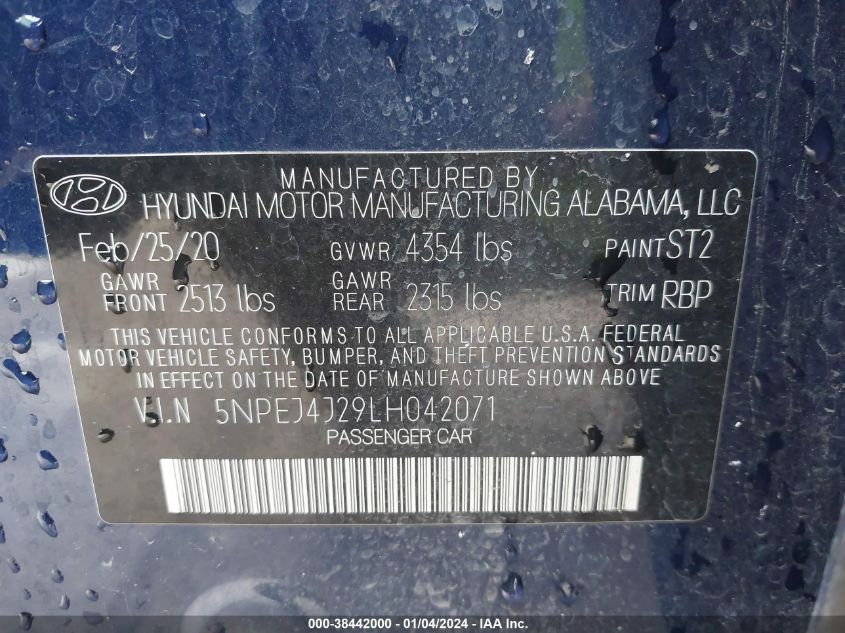 MANUFACTURED BY
HYUNDAI MOTOR MANUFACTURING ALABAMA, LLC
Feb/25/20 GVWR 4354 lbs PAINT ST2
GAWR FRONT 2513 lbs GAWR REAR 2315 lbs TRIM RBP
THIS VEHICLE CONFORMS TO ALL APPLICABLE U.S.A. FEDERAL
MOTOR VEHICLE SAFETY, BUMPER, AND THEFT PREVENTION STANDARDS
IN EFFECT ON THE DATE OF MANUFACTURE SHOWN ABOVE
V.I.N 5NPEJ4J29LH042071
PASSENGER CAR
000-38442000 - 01/04/2024 - IAA Inc.